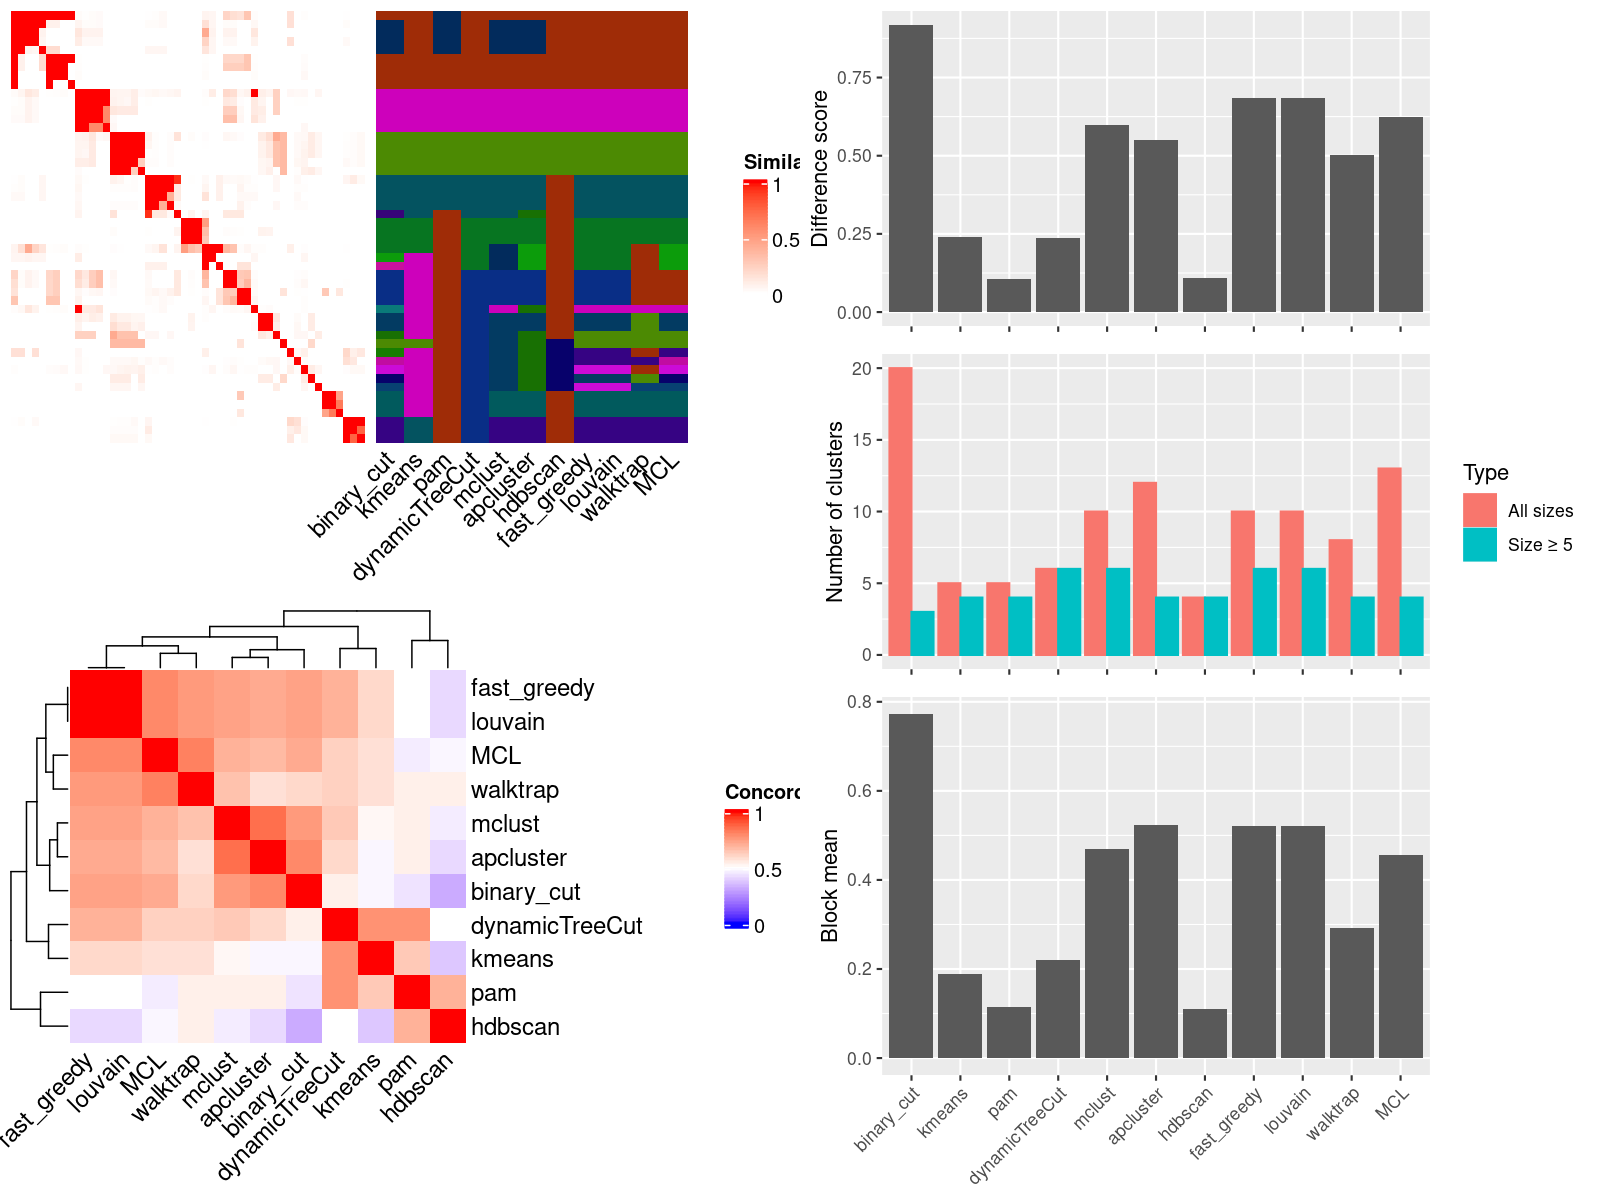 Simila
1
0.5
0
binary_cut
kmeans
pam
dynamicTreeCut
mclust
apcluster
hdbscan
fast_greedy
louvain
walktrap
MCL
fast_greedy
louvain
MCL
walktrap
mclust
apcluster
binary_cut
dynamicTreeCut
kmeans
pam
hdbscan
fast_greedy
louvain
MCL
walktrap
mclust
apcluster
binary_cut
dynamicTreeCut
kmeans
pam
hdbscan
Concord
1
0.5
0
Difference score
0.75
0.50
0.25
0.00
Number of clusters
20
15
10
5
0
Type
All sizes
Size ≥ 5
Block mean
0.8
0.6
0.4
0.2
0.0
binary_cut
kmeans
pam
dynamicTreeCut
mclust
apcluster
hdbscan
fast_greedy
louvain
walktrap
MCL